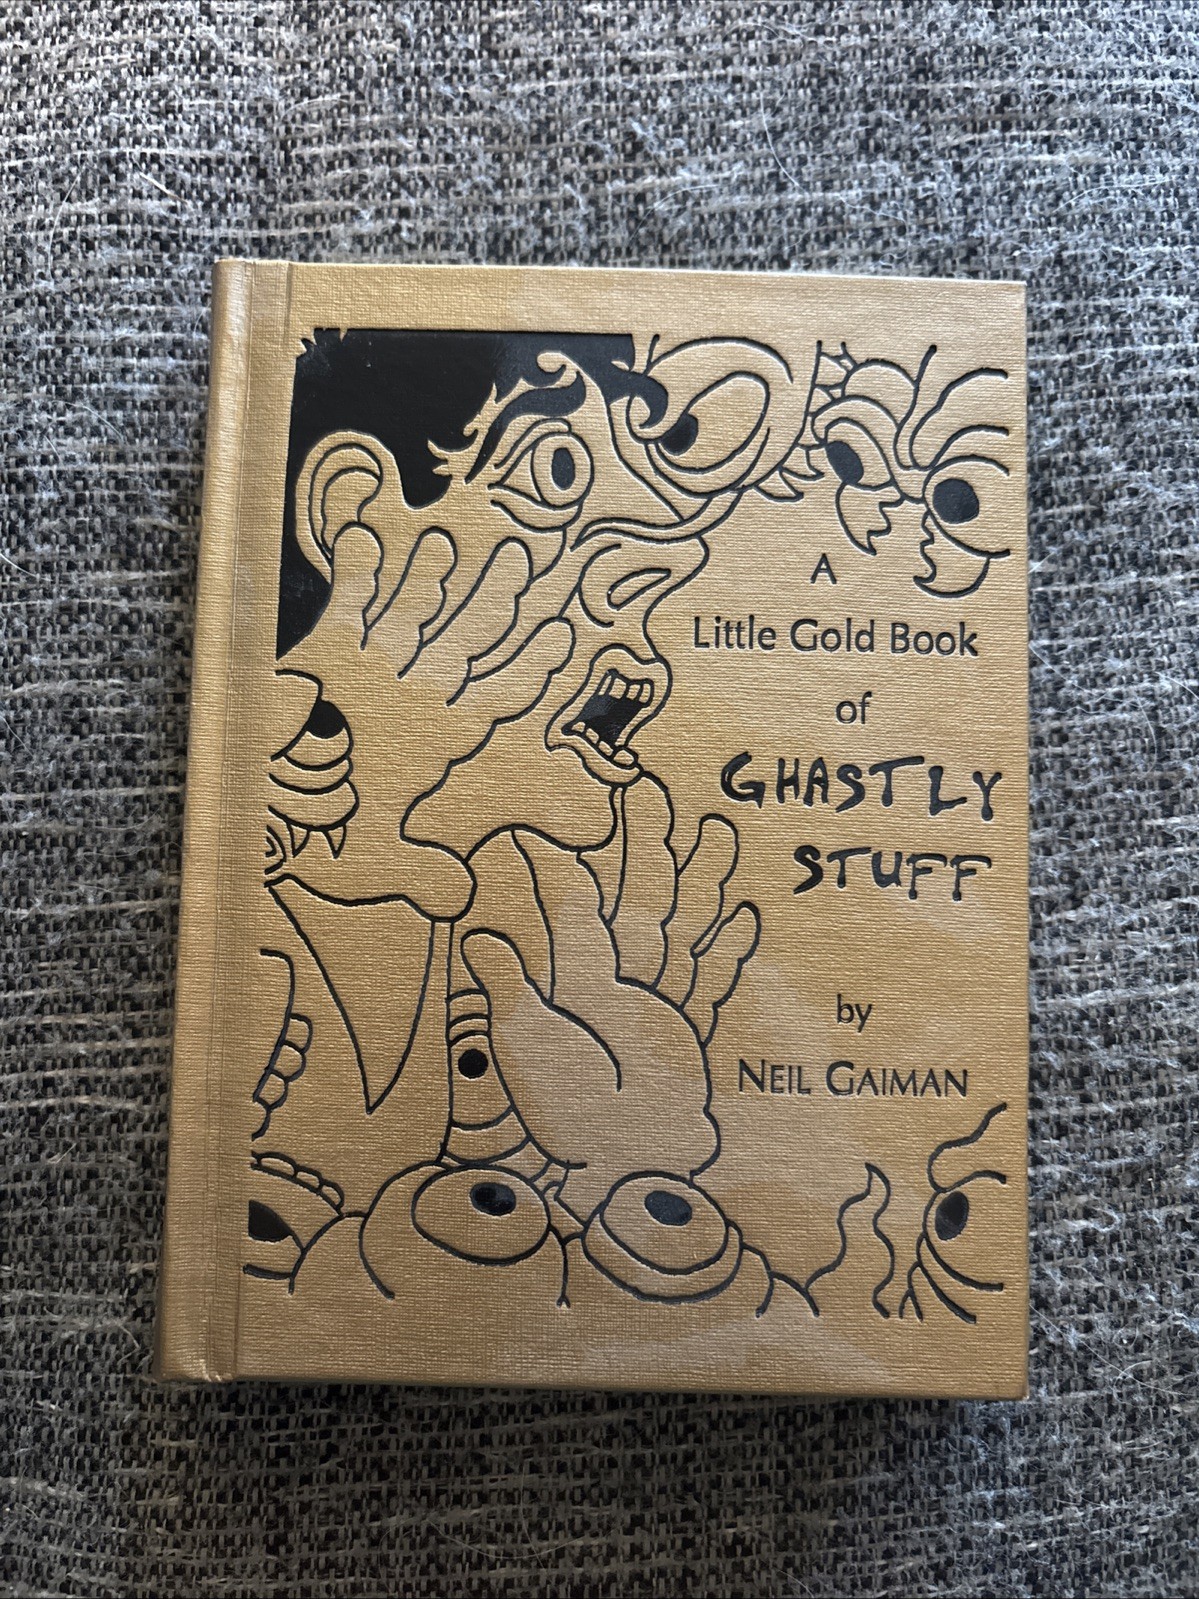 A
Little Gold Book
of
GHASTLY
STUFF
by
NEIL GAIMAN